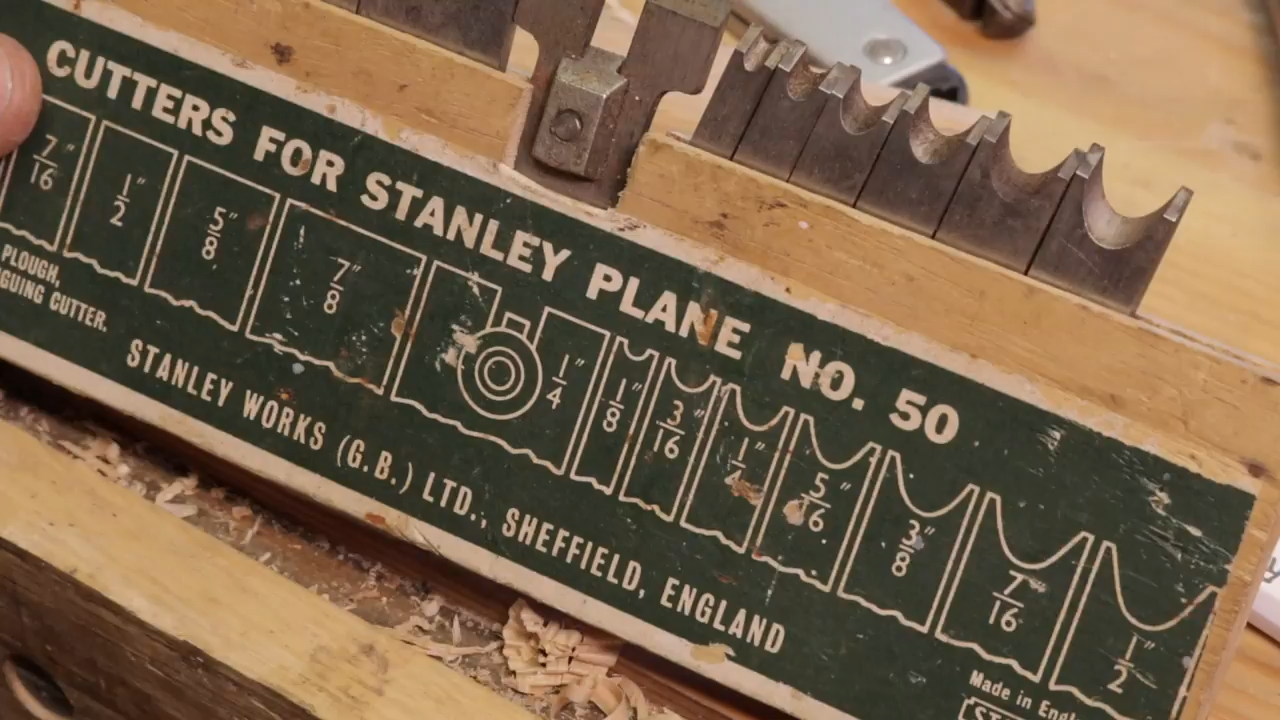 CUTTERS FOR STANLEY PLANE NO. 50
7/16" 1/2" 5/8" 7/8" 1/4" 1/8" 3/16" 1/4" 5/16" 3/8" 7/16" 1/2"
PLOUGH,
GUING CUTTER.
STANLEY WORKS (G.B.) LTD., SHEFFIELD, ENGLAND
Made in Engl